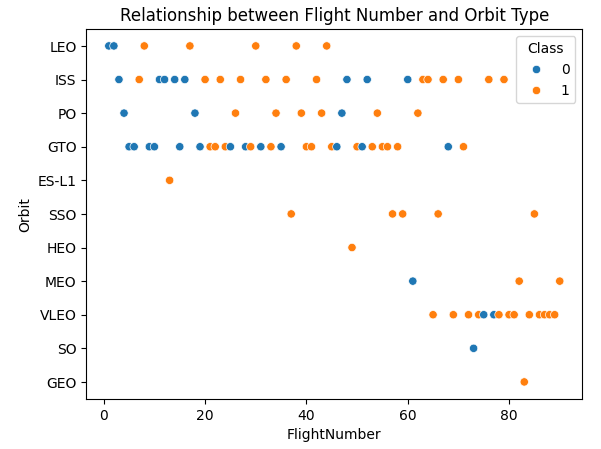 Relationship between Flight Number and Orbit Type
LEO
ISS
PO
GTO
ES-L1
SSO
HEO
MEO
VLEO
SO
GEO
Orbit
Class
0
1
0 20 40 60 80
FlightNumber